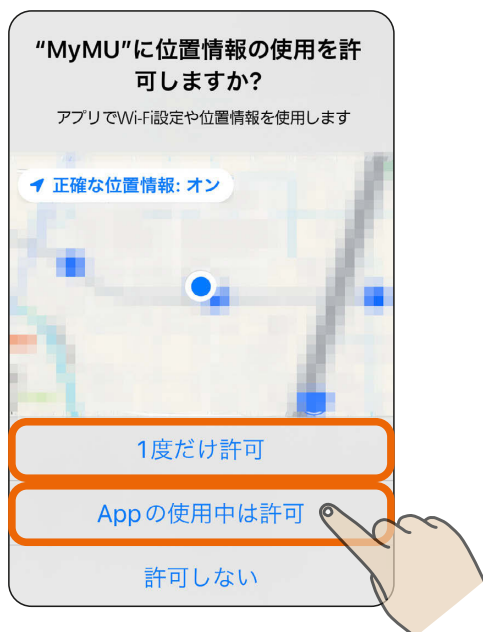 “MyMU”に位置情報の使用を許
可しますか?
アプリでWi-Fi設定や位置情報を使用します
正確な位置情報: オン
1度だけ許可
Appの使用中は許可
許可しない